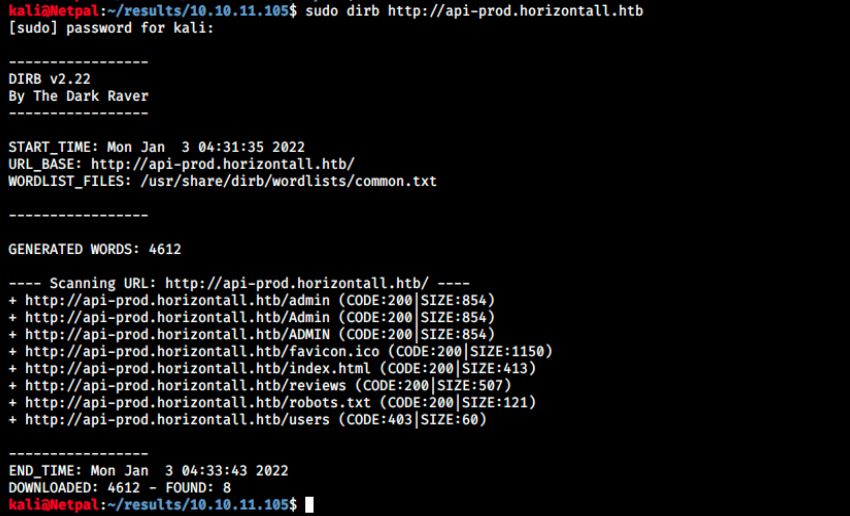 kali@Netpal:~/results/10.10.11.105$ sudo dirb http://api-prod.horizontall.htb
[sudo] password for kali:
-----------------
DIRB v2.22
By The Dark Raver
-----------------
START_TIME: Mon Jan  3 04:31:35 2022
URL_BASE: http://api-prod.horizontall.htb/
WORDLIST_FILES: /usr/share/dirb/wordlists/common.txt
-----------------
GENERATED WORDS: 4612
---- Scanning URL: http://api-prod.horizontall.htb/ ----
+ http://api-prod.horizontall.htb/admin (CODE:200|SIZE:854)
+ http://api-prod.horizontall.htb/Admin (CODE:200|SIZE:854)
+ http://api-prod.horizontall.htb/ADMIN (CODE:200|SIZE:854)
+ http://api-prod.horizontall.htb/favicon.ico (CODE:200|SIZE:1150)
+ http://api-prod.horizontall.htb/index.html (CODE:200|SIZE:413)
+ http://api-prod.horizontall.htb/reviews (CODE:200|SIZE:507)
+ http://api-prod.horizontall.htb/robots.txt (CODE:200|SIZE:121)
+ http://api-prod.horizontall.htb/users (CODE:403|SIZE:60)
-----------------
END_TIME: Mon Jan  3 04:33:43 2022
DOWNLOADED: 4612 - FOUND: 8
kali@Netpal:~/results/10.10.11.105$